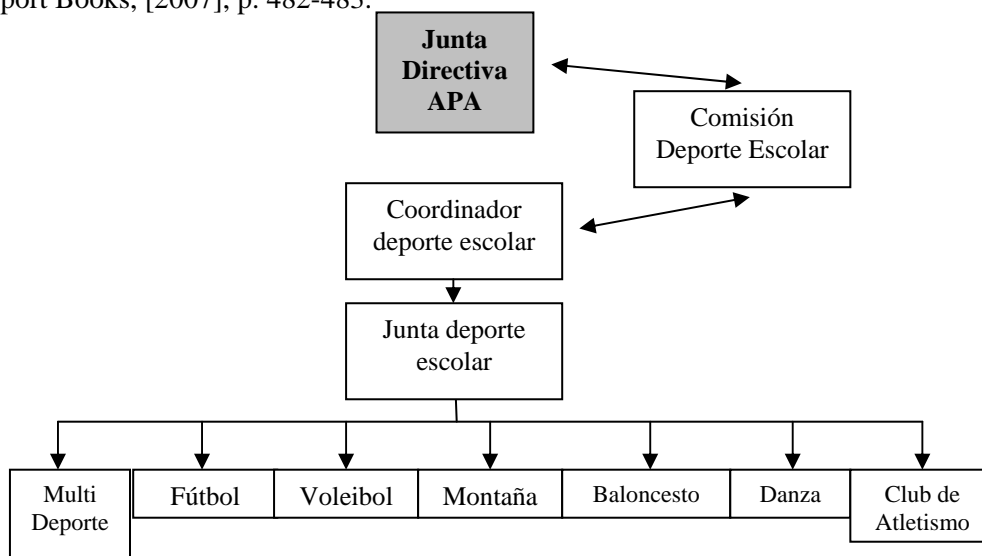 port Books, [2007], p. 482-485.
Junta
Directiva
APA
Comisión
Deporte Escolar
Coordinador
deporte escolar
Junta deporte
escolar
Multi
Deporte
Fútbol
Voleibol
Montaña
Baloncesto
Danza
Club de
Atletismo